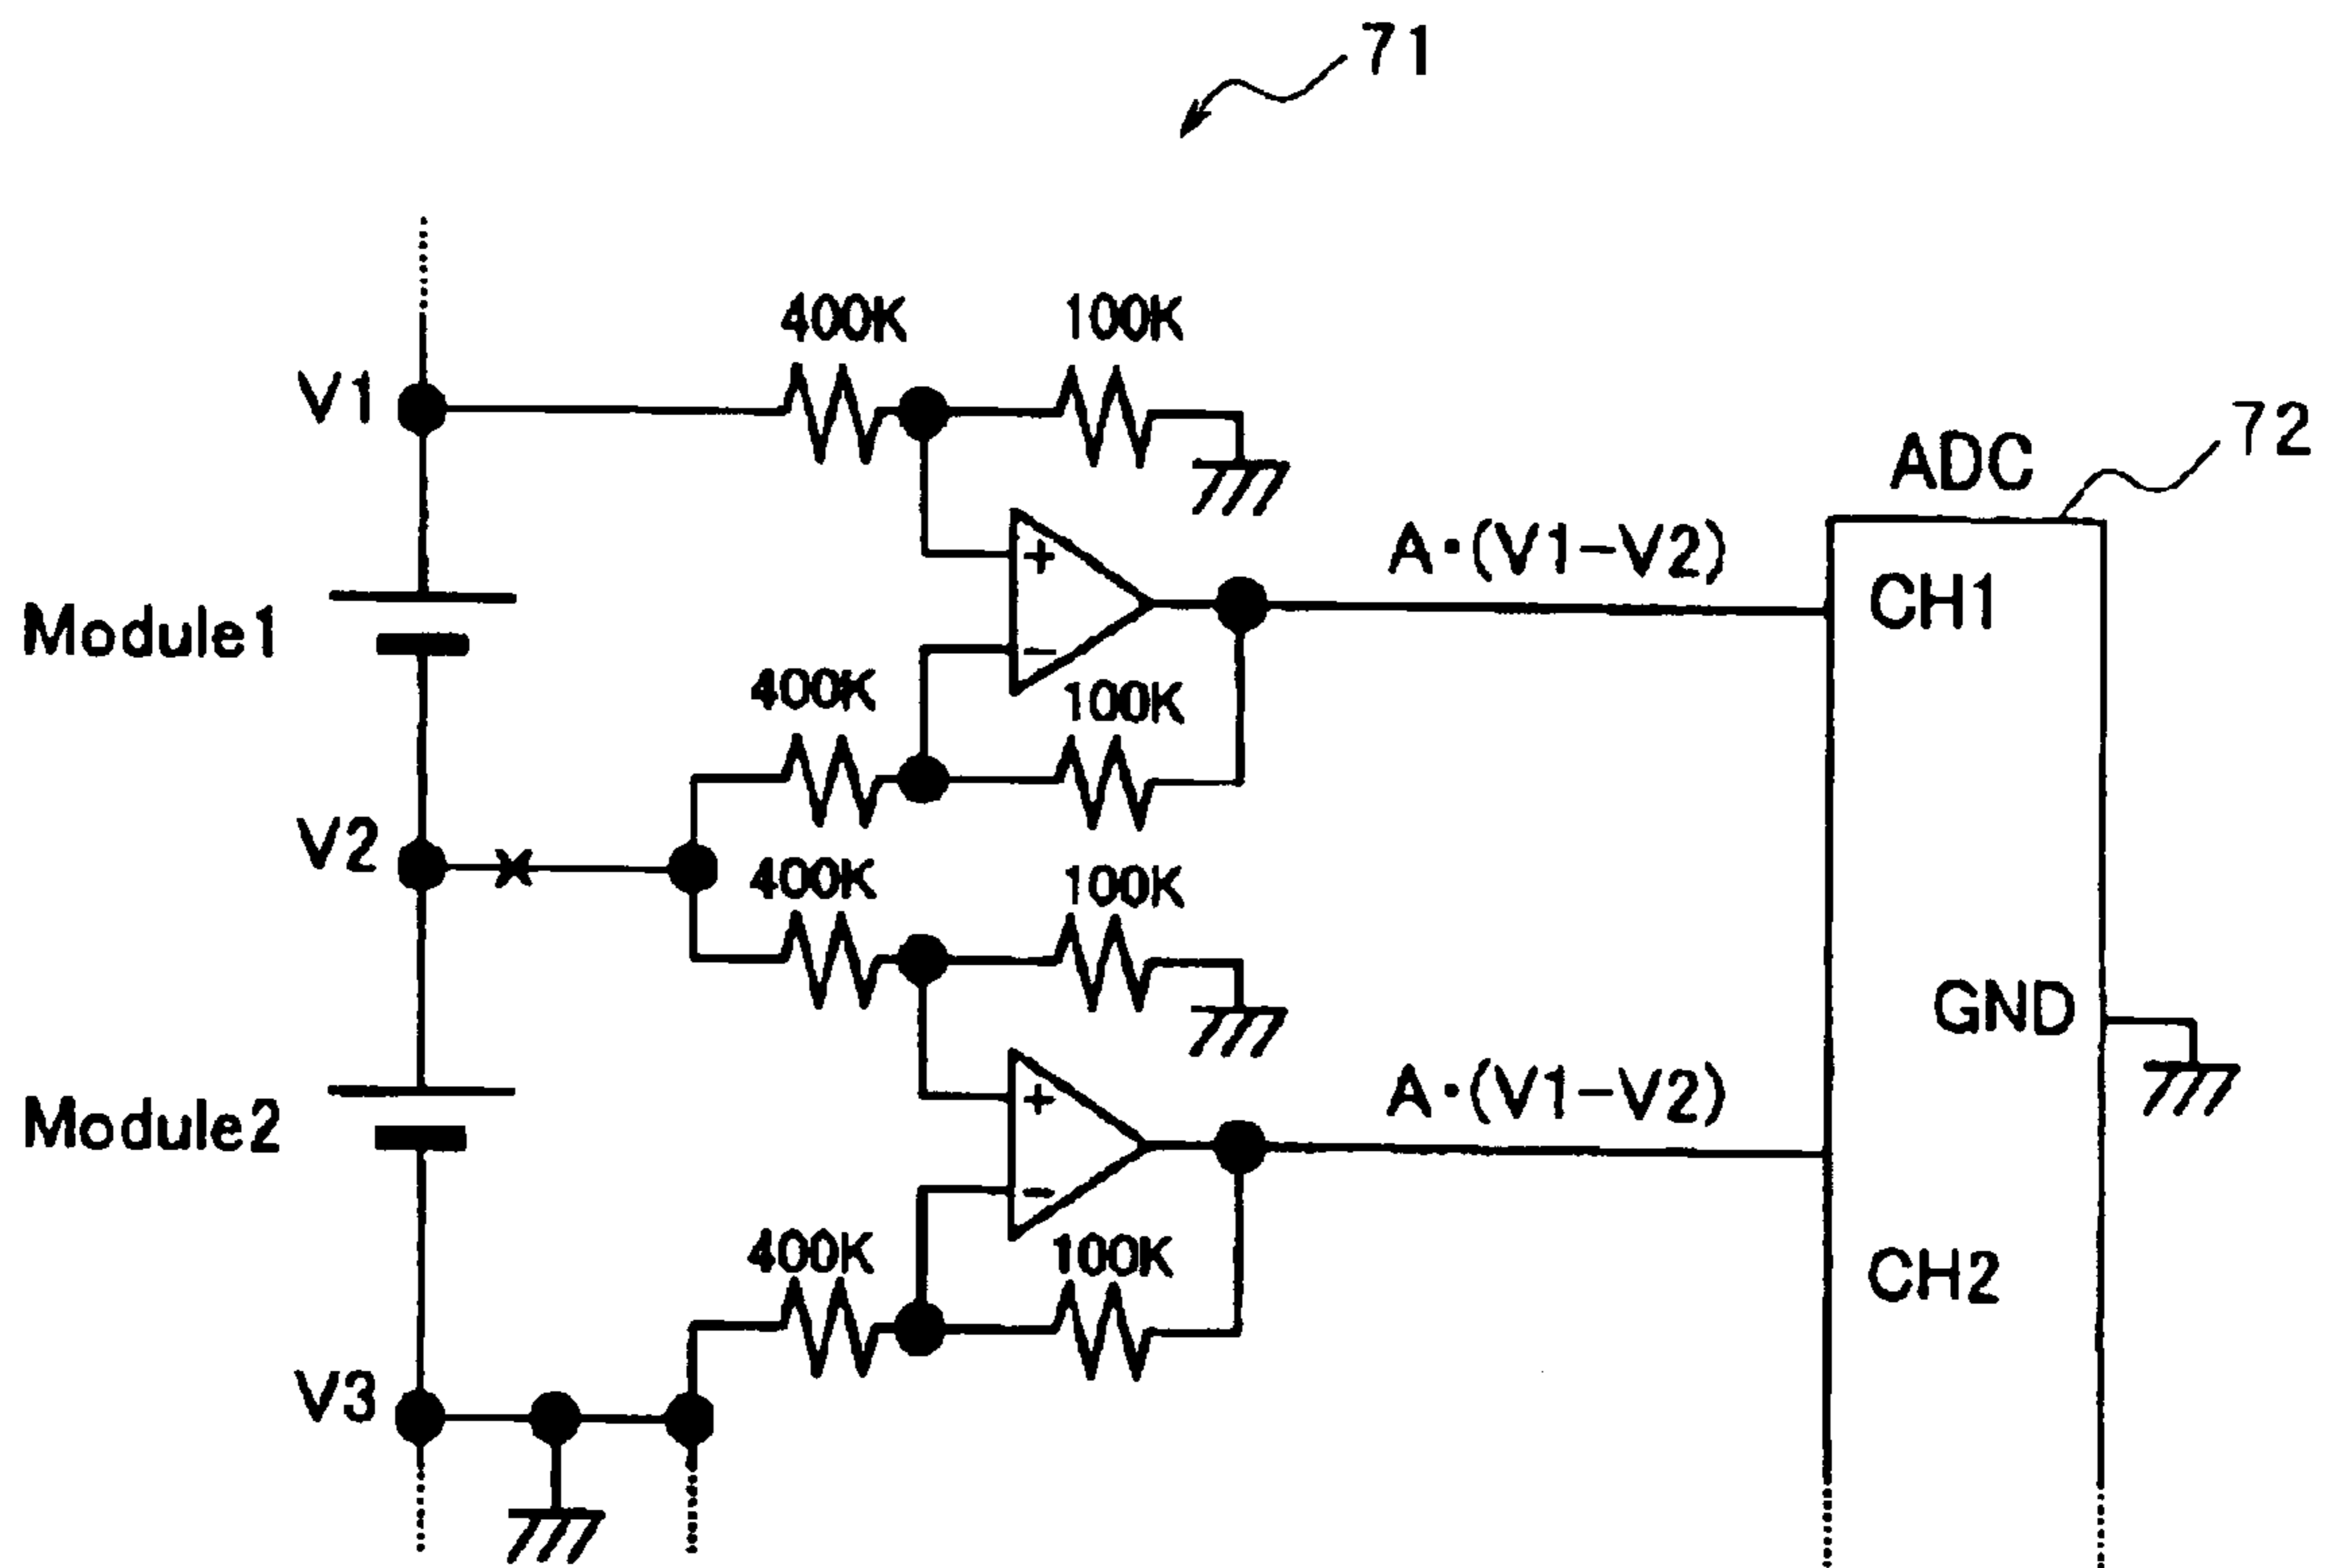 71
400K
100K
V1
72
ADC
A・(V1-V2)
CH1
+
Module1
-
400K
100K
V2
×
400K
100K
GND
A・(V1-V2)
+
Module2
-
400K
100K
CH2
V3